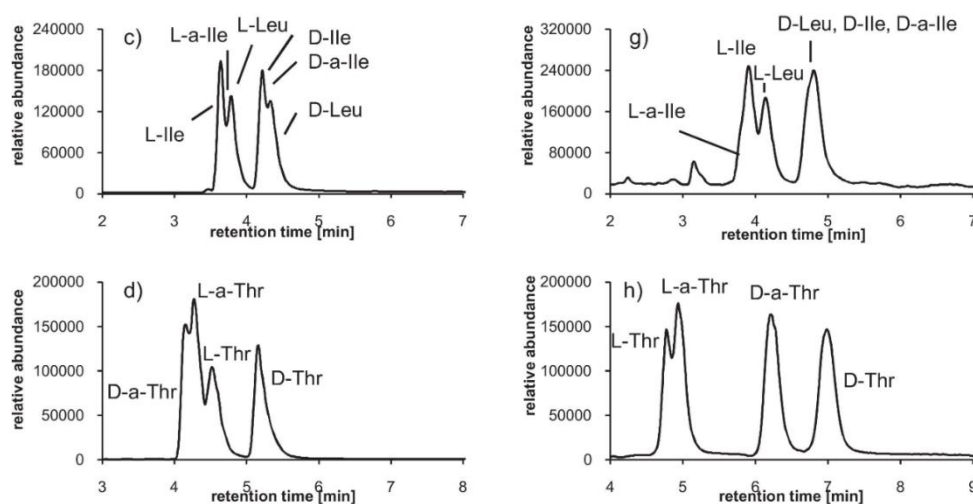 c)
relative abundance
240000
180000
120000
60000
0
L-Ile
L-a-Ile
L-Leu
D-Ile
D-a-Ile
D-Leu
2 3 4 5 6 7
retention time [min]
g)
relative abundance
320000
240000
160000
80000
0
L-a-Ile
L-Ile
L-Leu
D-Leu, D-Ile, D-a-Ile
2 3 4 5 6 7
retention time [min]
d)
relative abundance
200000
150000
100000
50000
0
D-a-Thr
L-a-Thr
L-Thr
D-Thr
3 4 5 6 7 8
retention time [min]
h)
relative abundance
200000
150000
100000
50000
0
L-Thr
L-a-Thr
D-a-Thr
D-Thr
4 5 6 7 8 9
retention time [min]